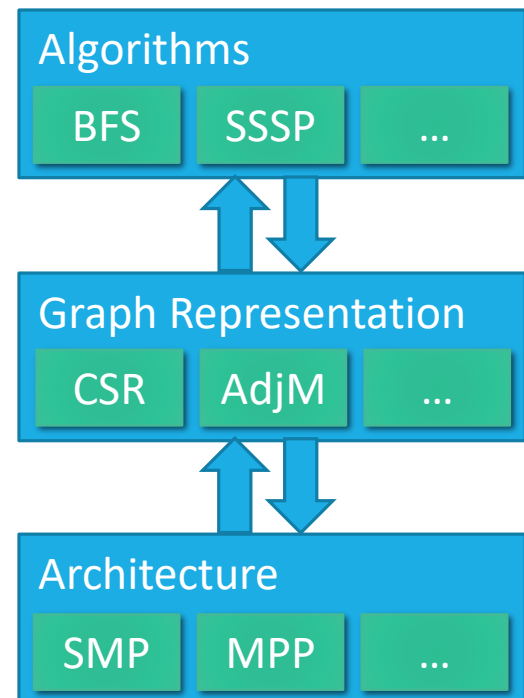 Algorithms
BFS SSSP ...
Graph Representation
CSR AdjM ...
Architecture
SMP MPP ...